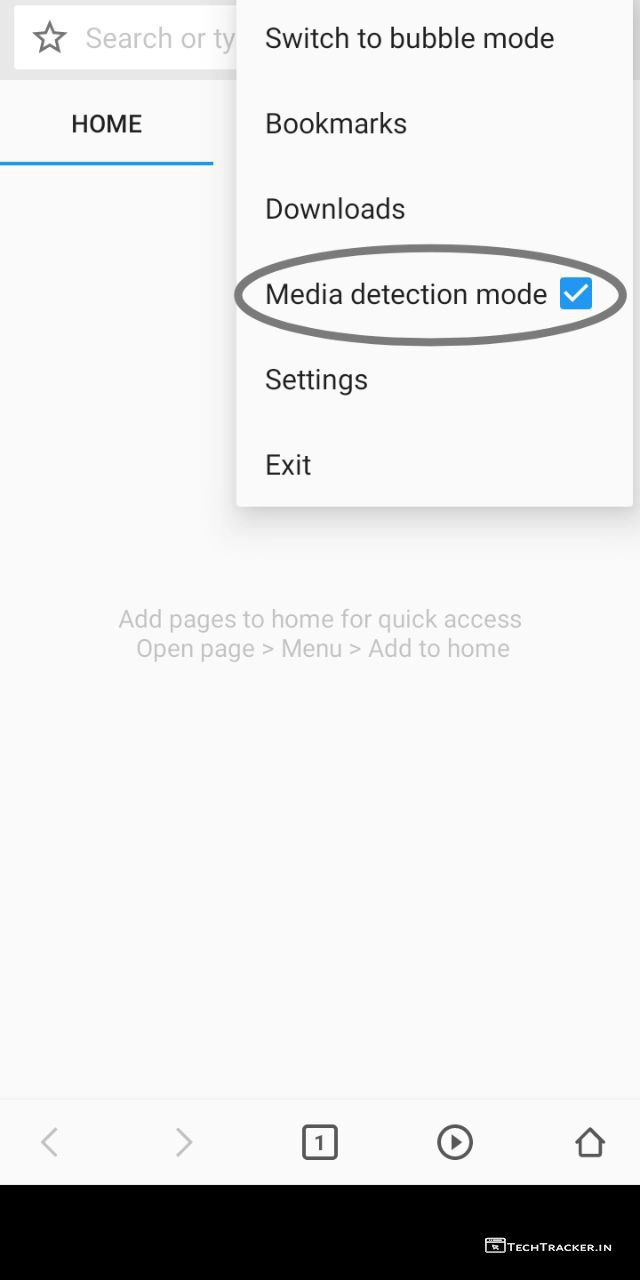 Search or ty
Switch to bubble mode
HOME
Bookmarks
Downloads
Media detection mode
Settings
Exit
Add pages to home for quick access
Open page > Menu > Add to home
1
TECHTRACKER.IN